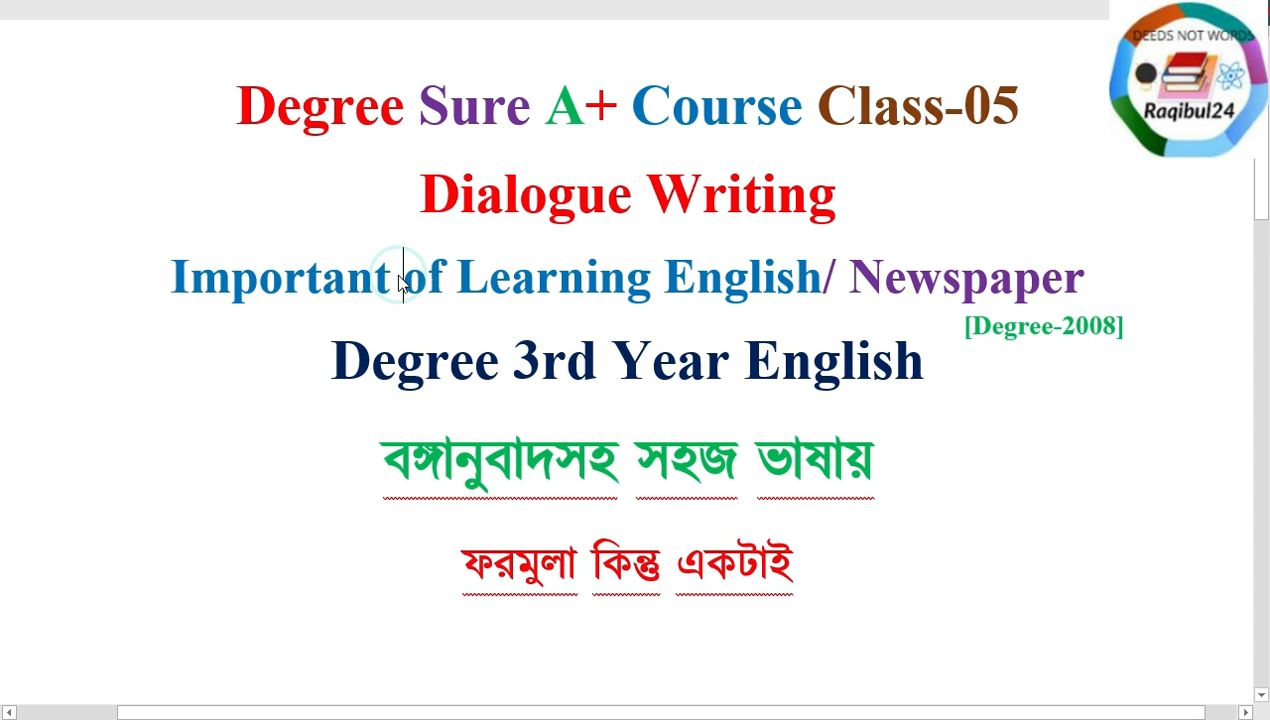 DEEDS NOT WORDS
Raqibul24
Degree Sure A+ Course Class-05
Dialogue Writing
Important of Learning English/ Newspaper
[Degree-2008]
Degree 3rd Year English
বঙ্গানুবাদসহ সহজ ভাষায়
ফরমুলা কিন্তু একটাই